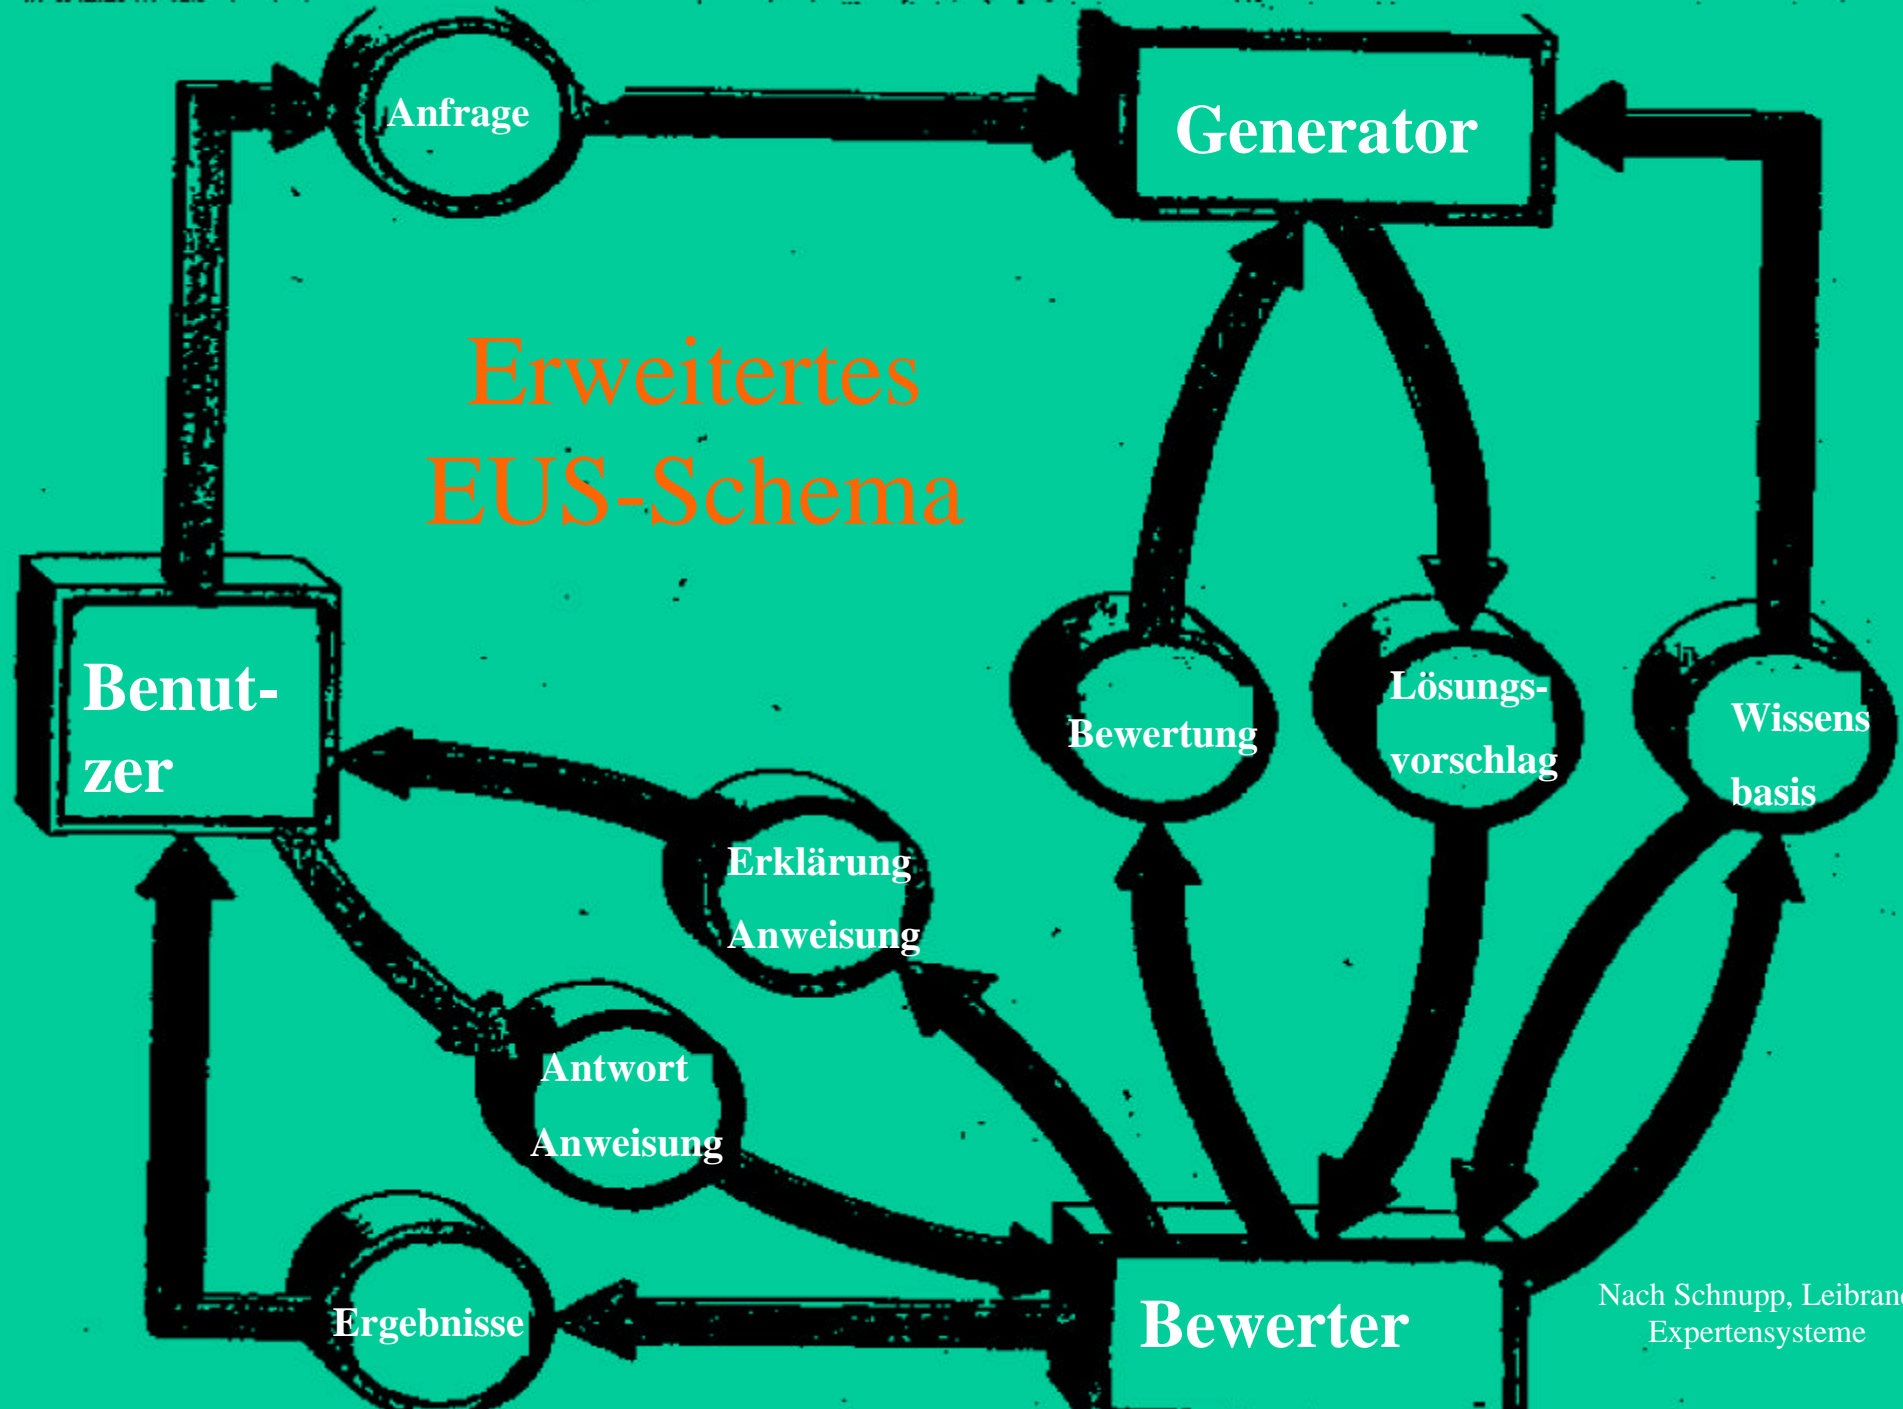 Anfrage
Generator
Erweitertes
EUS-Schema
Benut-
zer
Bewertung
Lösungs-
vorschlag
Wissens
basis
Erklärung
Anweisung
Antwort
Anweisung
Ergebnisse
Bewerter
Nach Schnupp,
Expertensysteme